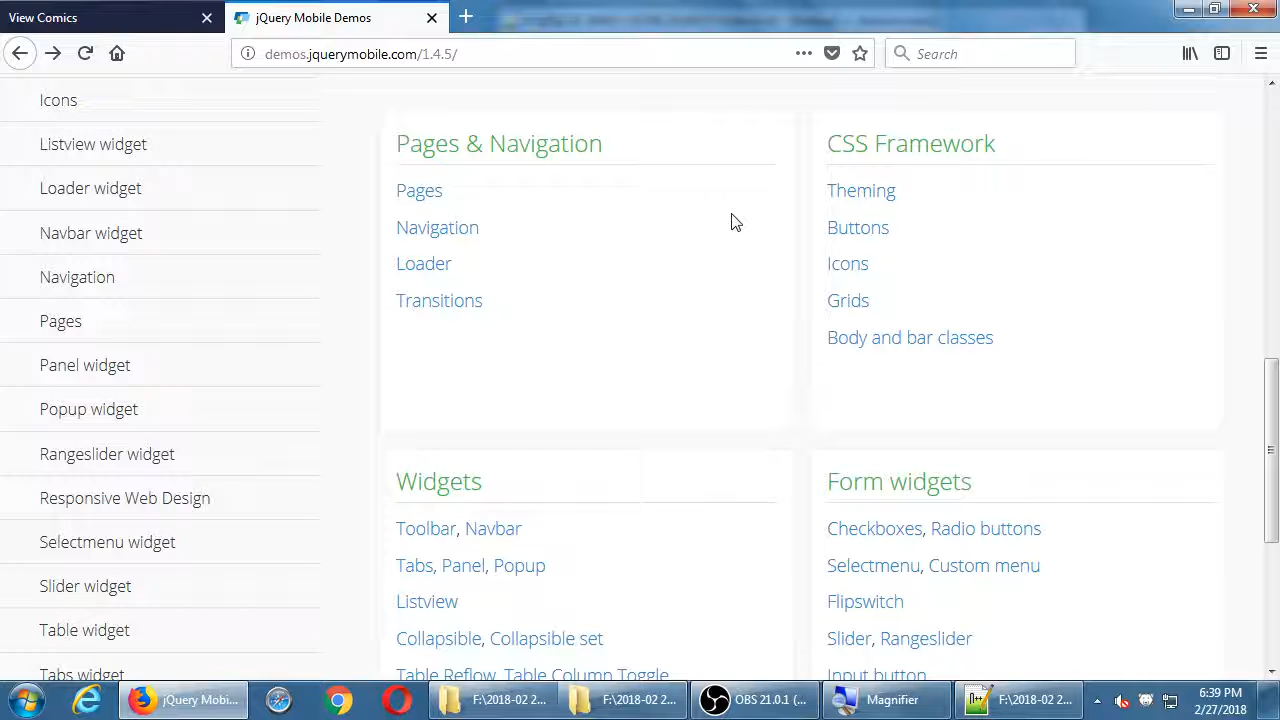 View Comics
jQuery Mobile Demos
demos.jquerymobile.com/1.4.5/
Search
Icons
Listview widget
Loader widget
Navbar widget
Navigation
Pages
Panel widget
Popup widget
Rangeslider widget
Responsive Web Design
Selectmenu widget
Slider widget
Table widget
Tabs widget
Pages & Navigation
Pages
Navigation
Loader
Transitions
CSS Framework
Theming
Buttons
Icons
Grids
Body and bar classes
Widgets
Toolbar, Navbar
Tabs, Panel, Popup
Listview
Collapsible, Collapsible set
Table Reflow, Table Column Toggle
Form widgets
Checkboxes, Radio buttons
Selectmenu, Custom menu
Flipswitch
Slider, Rangeslider
Input button
jQuery Mobi...
F:\2018-02 2...
F:\2018-02 2...
OBS 21.0.1 (...
Magnifier
F:\2018-02 2...
6:39 PM
2/27/2018